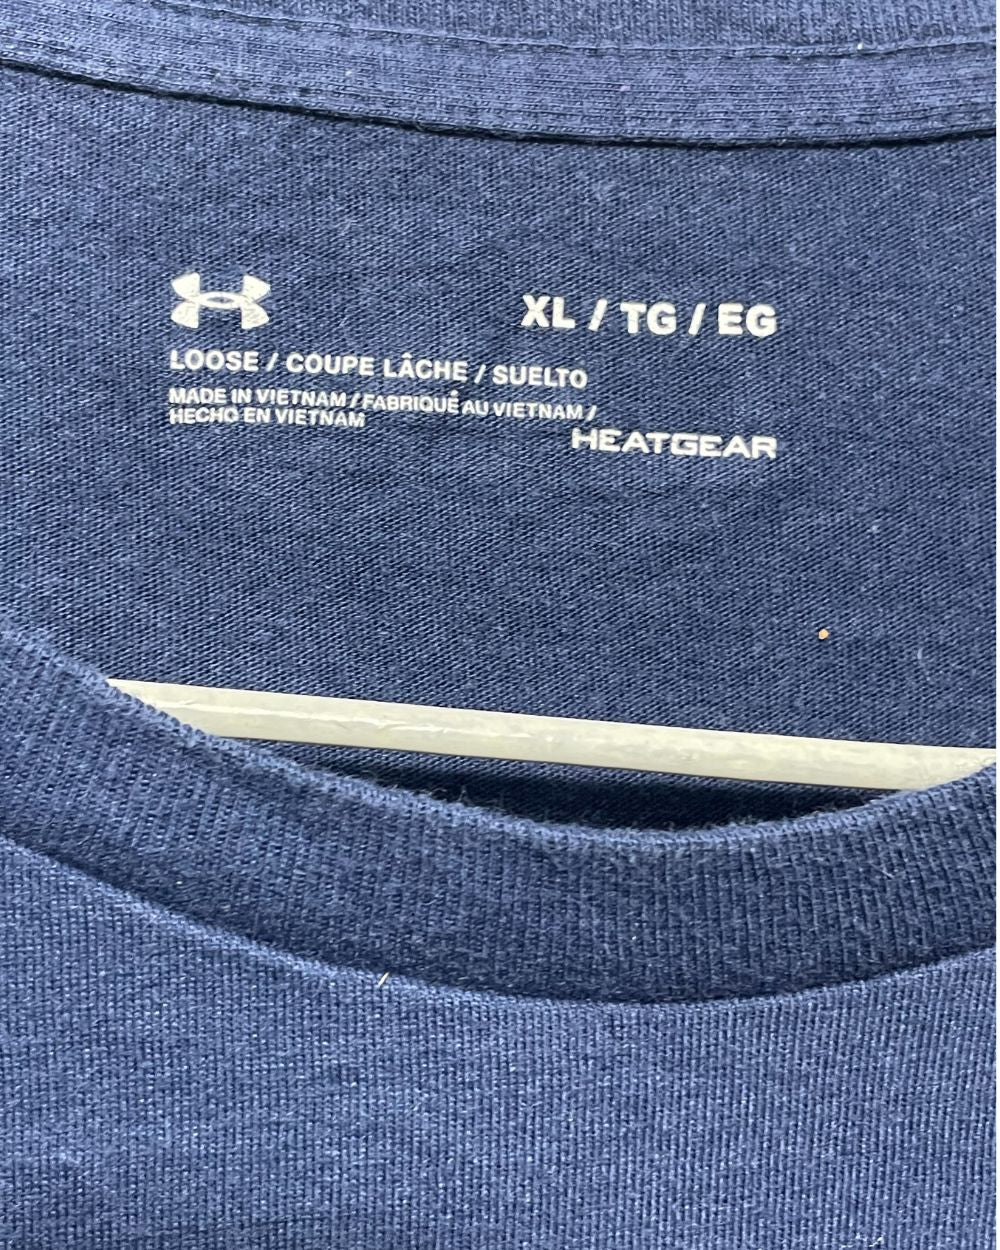 XL / TG / EG
LOOSE / COUPE LÂCHE / SUELTO
MADE IN VIETNAM / FABRIQUÉ AU VIETNAM /
HECHO EN VIETNAM
HEATGEAR